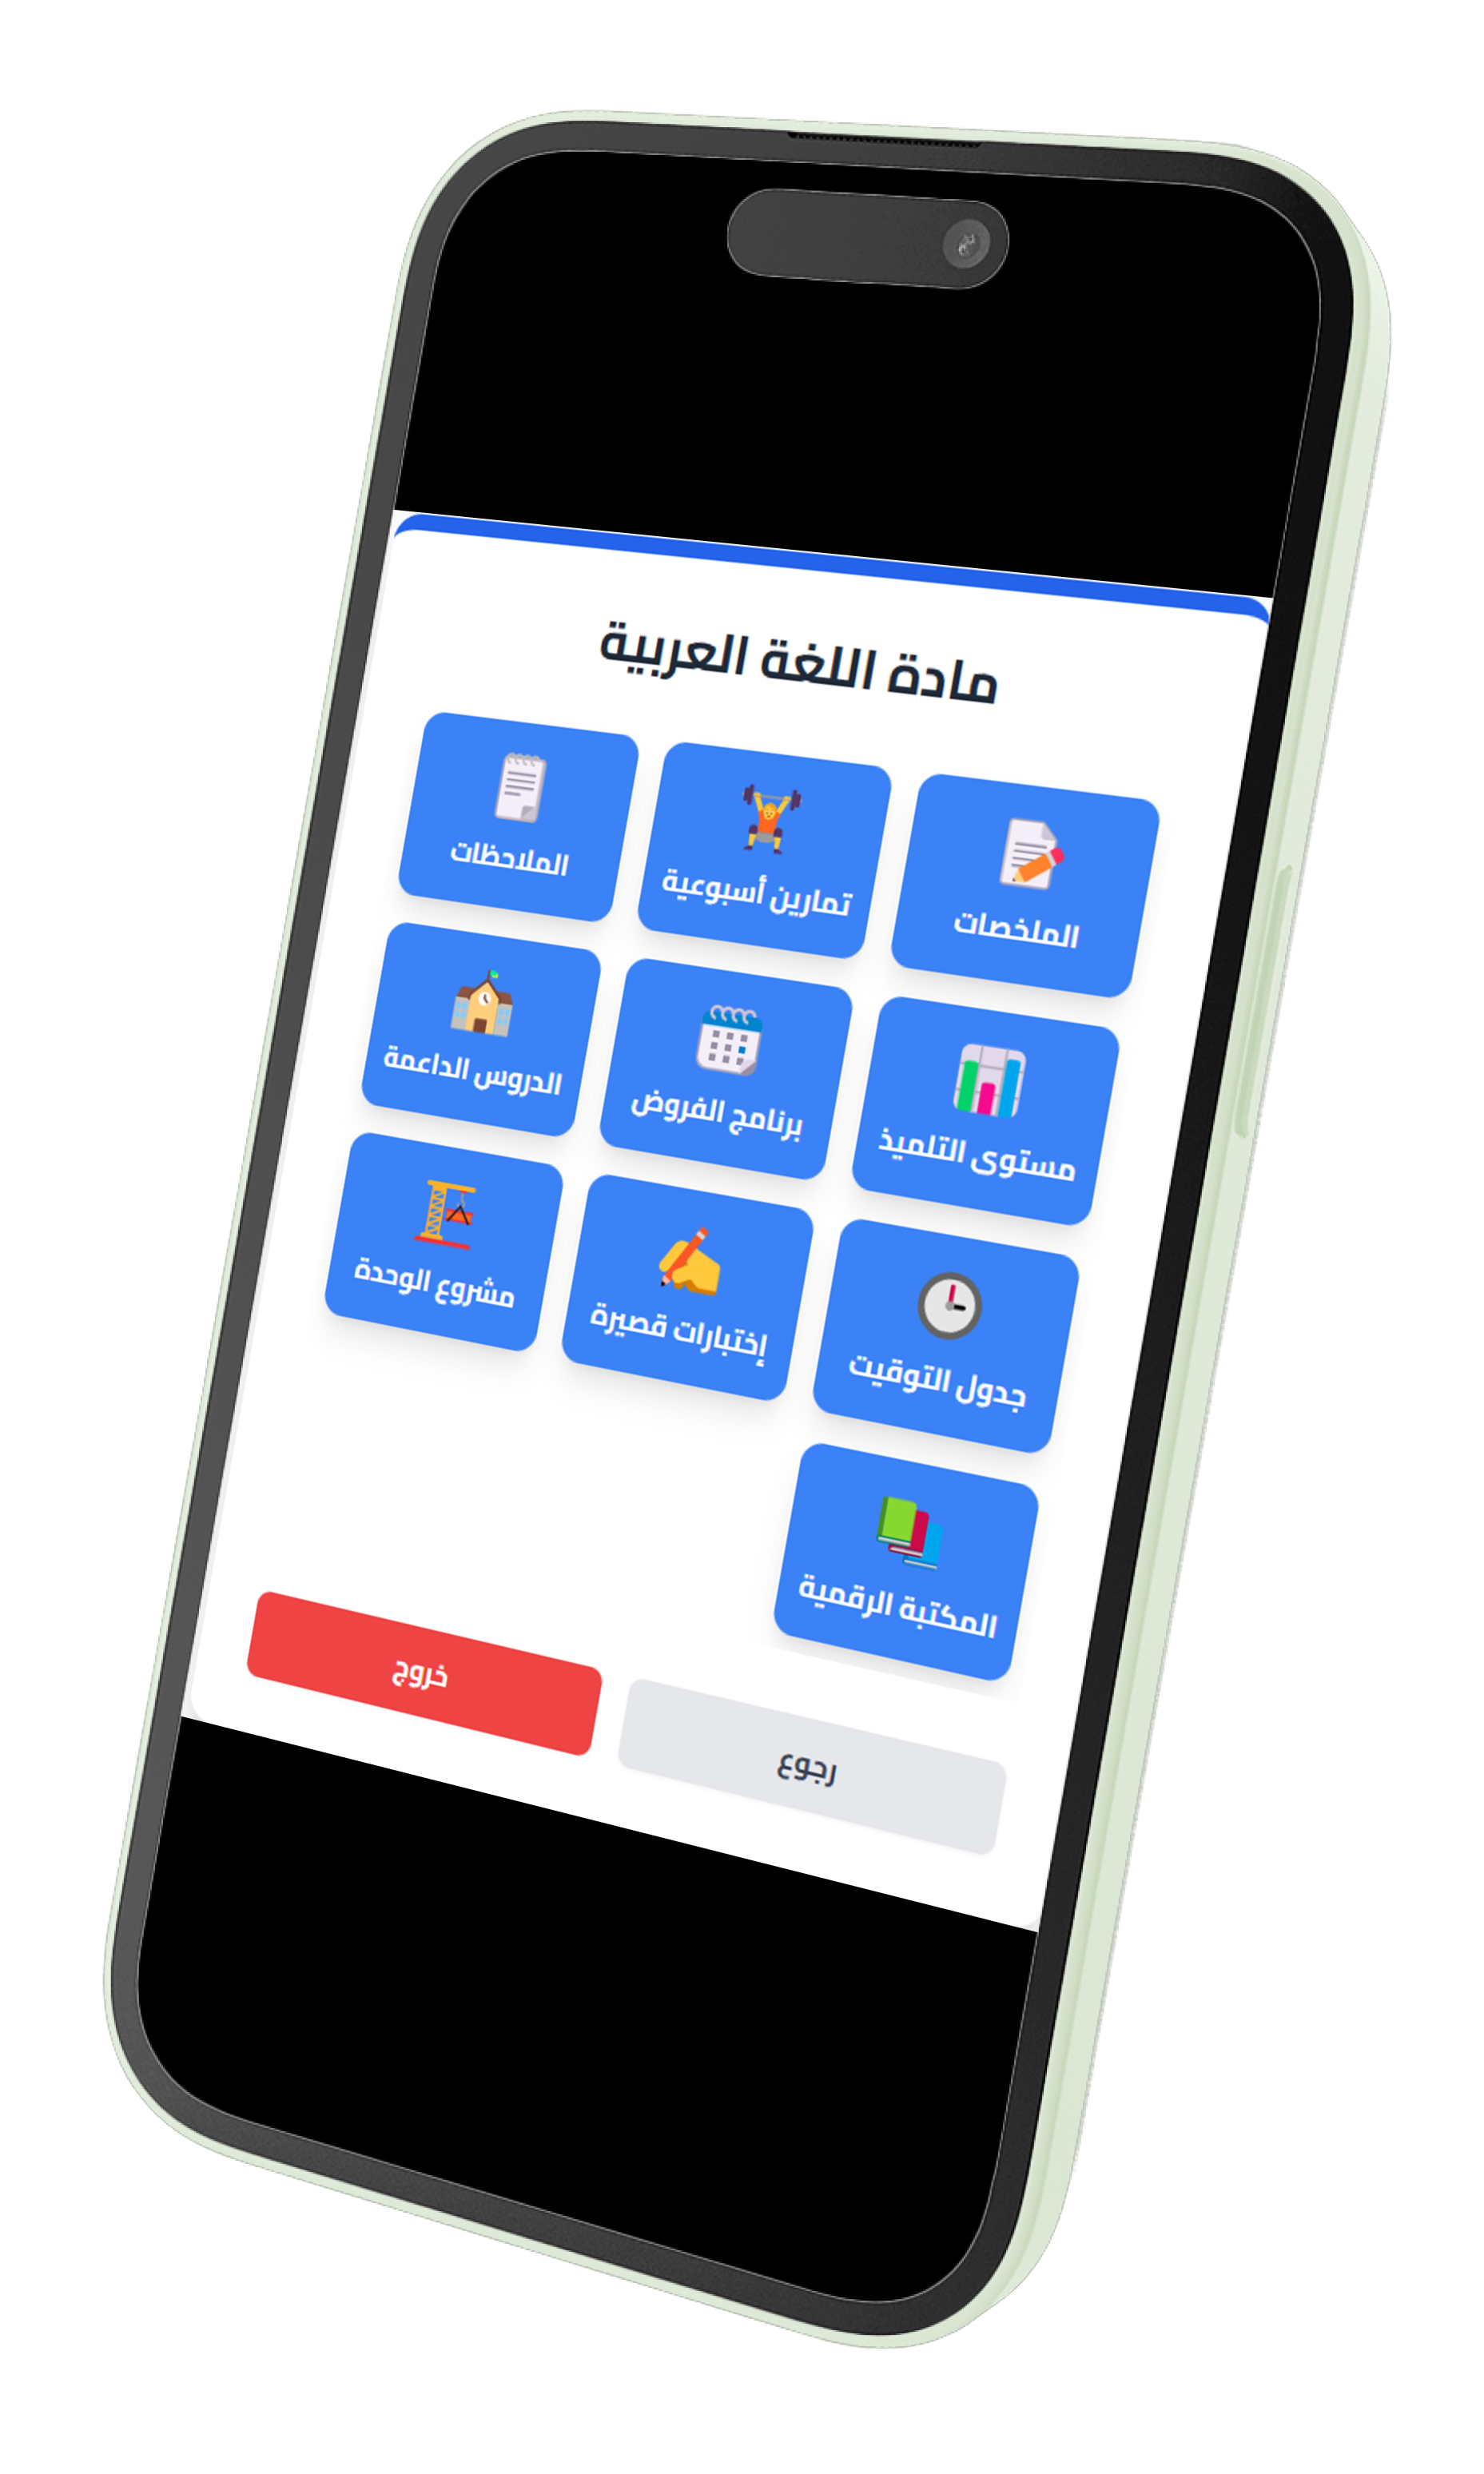 مادة اللغة العربية
الملخصات
تمارين أسبوعية
الملاحظات
مستوى التلميذ
برنامج الفروض
الدروس الداعمة
جدول التوقيت
إختبارات قصيرة
مشروع الوحدة
المكتبة الرقمية
رجوع
خروج